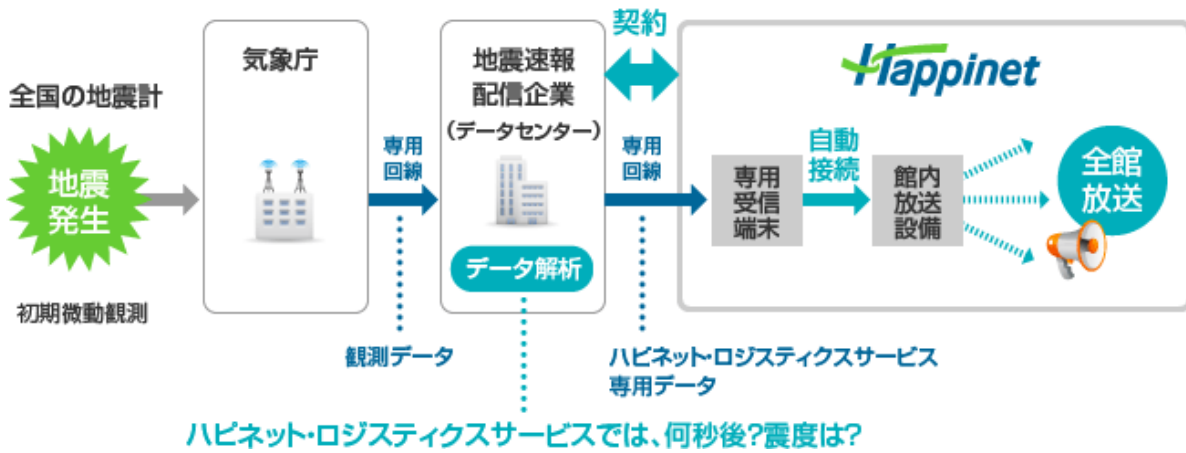 全国の地震計
地震
発生
初期微動観測
気象庁
専用
回線
観測データ
地震速報
配信企業
(データセンター)
データ解析
契約
専用
回線
ハピネット・ロジスティクスサービス
専用データ
Happinet
専用
受信
端末
自動
接続
館内
放送
設備
全館
放送
ハピネット・ロジスティクスサービスでは、何秒後?震度は?